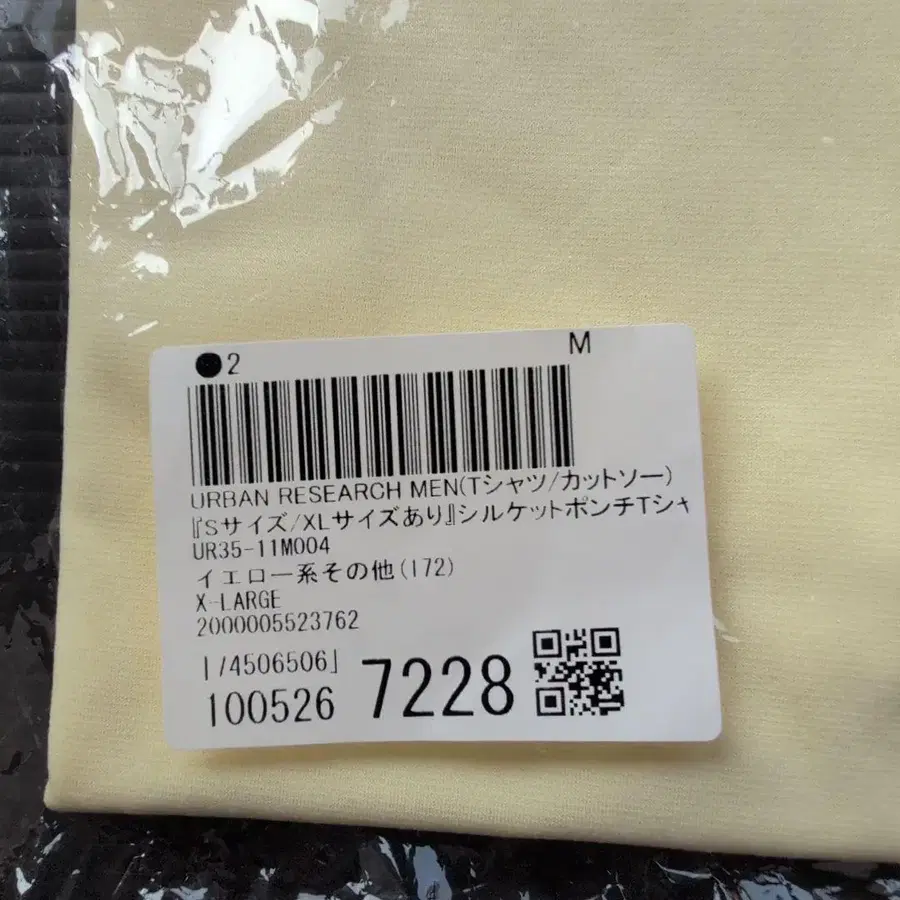 ●2 M
URBAN RESEARCH MEN(Tシャツ/カットソー)
『Sサイズ/XLサイズあり』シルケットポンチTシャ
UR35-11M004
イエロー系その他(172)
X-LARGE
2000005523762
/4506506」
100526 7228